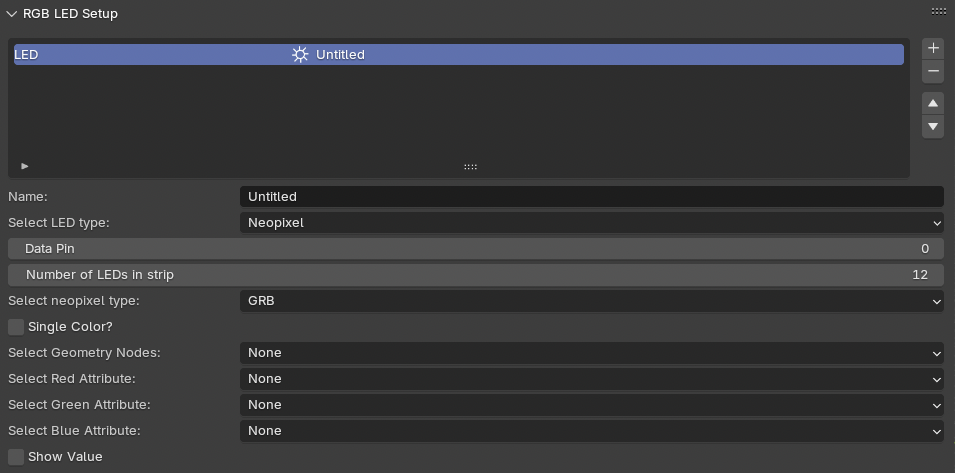 RGB LED Setup
LED Untitled
Name: Untitled
Select LED type: Neopixel
Data Pin 0
Number of LEDs in strip 12
Select neopixel type: GRB
Single Color?
Select Geometry Nodes: None
Select Red Attribute: None
Select Green Attribute: None
Select Blue Attribute: None
Show Value